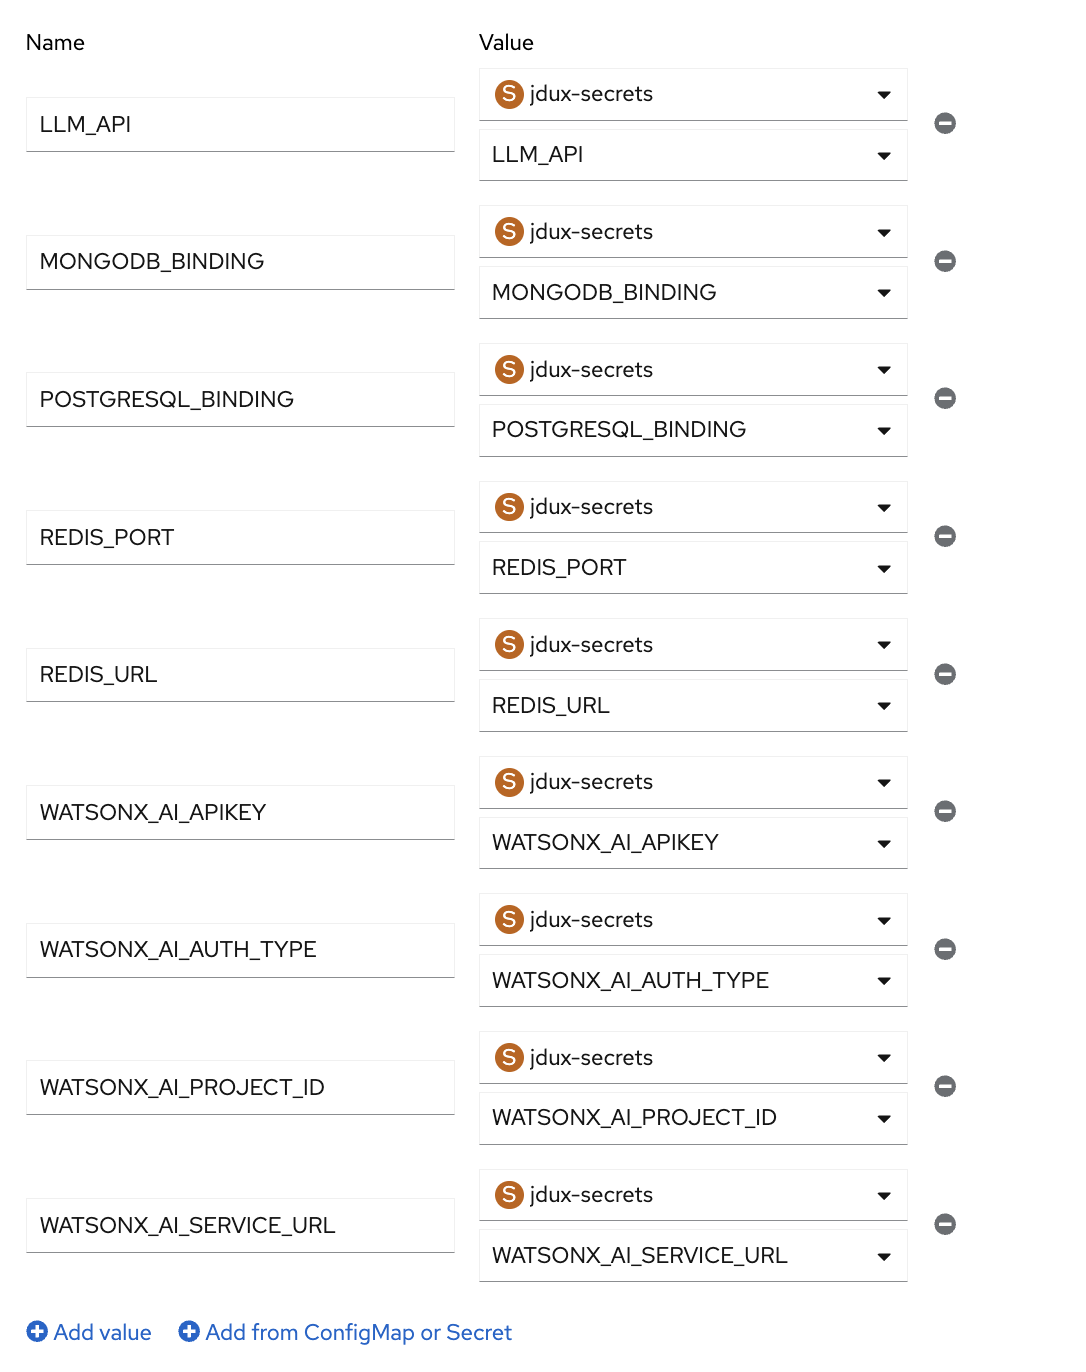 Name Value
S jdux-secrets
LLM_API
LLM_API
S jdux-secrets
MONGODB_BINDING
MONGODB_BINDING
S jdux-secrets
POSTGRESQL_BINDING
POSTGRESQL_BINDING
S jdux-secrets
REDIS_PORT
REDIS_PORT
S jdux-secrets
REDIS_URL
REDIS_URL
S jdux-secrets
WATSONX_AI_APIKEY
WATSONX_AI_APIKEY
S jdux-secrets
WATSONX_AI_AUTH_TYPE
WATSONX_AI_AUTH_TYPE
S jdux-secrets
WATSONX_AI_PROJECT_ID
WATSONX_AI_PROJECT_ID
S jdux-secrets
WATSONX_AI_SERVICE_URL
WATSONX_AI_SERVICE_URL
Add value Add from ConfigMap or Secret